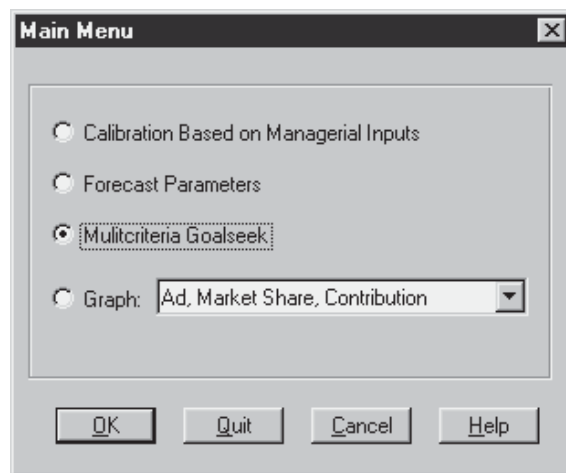 Main Menu
Calibration Based on Managerial Inputs
Forecast Parameters
Mulitcriteria Goalseek
Graph: Ad, Market Share, Contribution
OK Quit Cancel Help